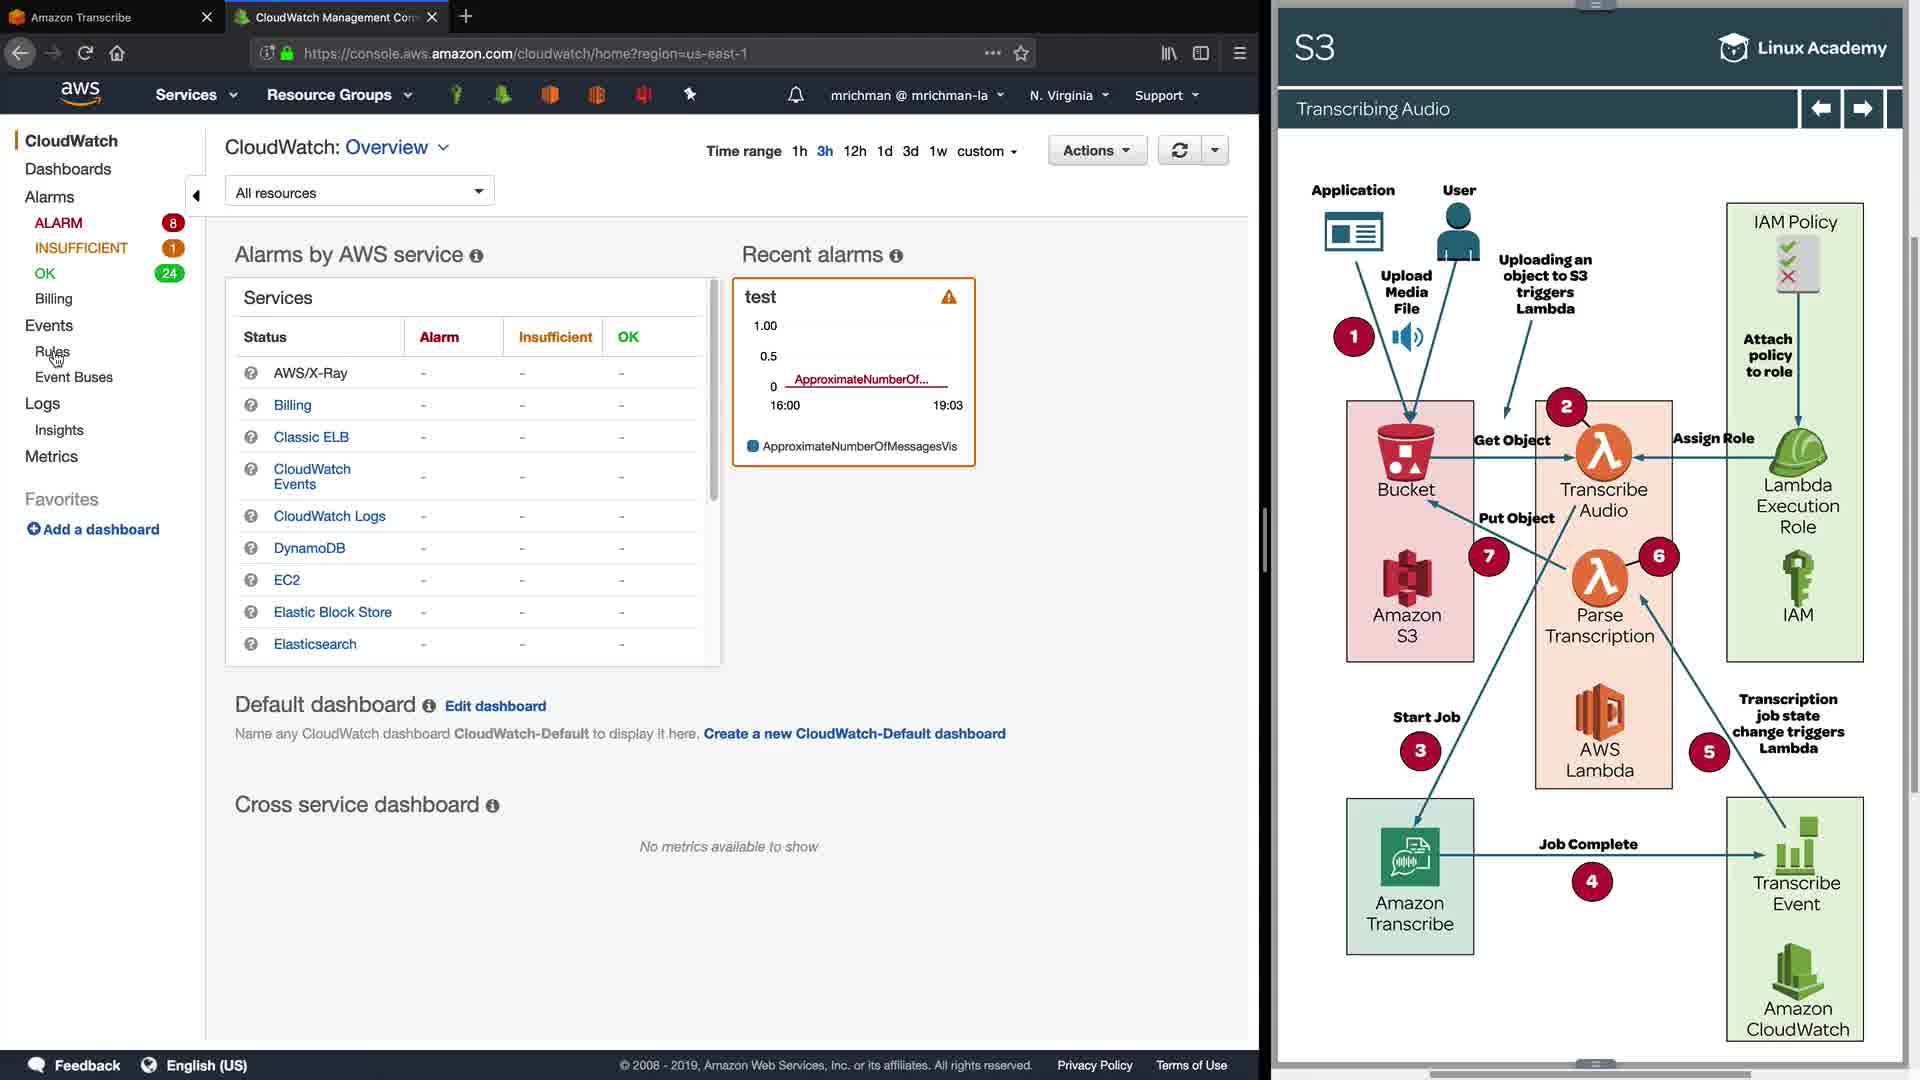 Amazon Transcribe
CloudWatch Management Con
https://console.aws.amazon.com/cloudwatch/home?region=us-east-1
aws
Services
Resource Groups
mrichman @ mrichman-la
N. Virginia
Support
CloudWatch
Dashboards
Alarms
ALARM 8
INSUFFICIENT 1
OK 24
Billing
Events
Rules
Event Buses
Logs
Insights
Metrics
Favorites
Add a dashboard
CloudWatch: Overview
Time range 1h 3h 12h 1d 3d 1w custom
Actions
All resources
Alarms by AWS service
Services
Status Alarm Insufficient OK
AWS/X-Ray - - -
Billing - - -
Classic ELB - - -
CloudWatch
Events - - -
CloudWatch Logs - - -
DynamoDB - - -
EC2 - - -
Elastic Block Store - - -
Elasticsearch - - -
Recent alarms
test
1.00
0.5
0
ApproximateNumberOf...
16:00 19:03
ApproximateNumberOfMessagesVis
Default dashboard Edit dashboard
Name any CloudWatch dashboard CloudWatch-Default to display it here. Create a new CloudWatch-Default dashboard
Cross service dashboard
No metrics available to show
Feedback
English (US)
© 2008 - 2019, Amazon Web Services, Inc. or its affiliates. All rights reserved.
Privacy Policy
Terms of Use
S3
Linux Academy
Transcribing Audio
Application
User
Upload
Media
File
1
Uploading an
object to S3
triggers
Lambda
IAM Policy
Attach
policy
to role
2
Get Object
Assign Role
Bucket
Transcribe
Audio
Lambda
Execution
Role
Put Object
7
6
Amazon
S3
Parse
Transcription
IAM
Start Job
3
AWS
Lambda
Transcription
job state
change triggers
Lambda
5
Job Complete
4
Amazon
Transcribe
Transcribe
Event
Amazon
CloudWatch